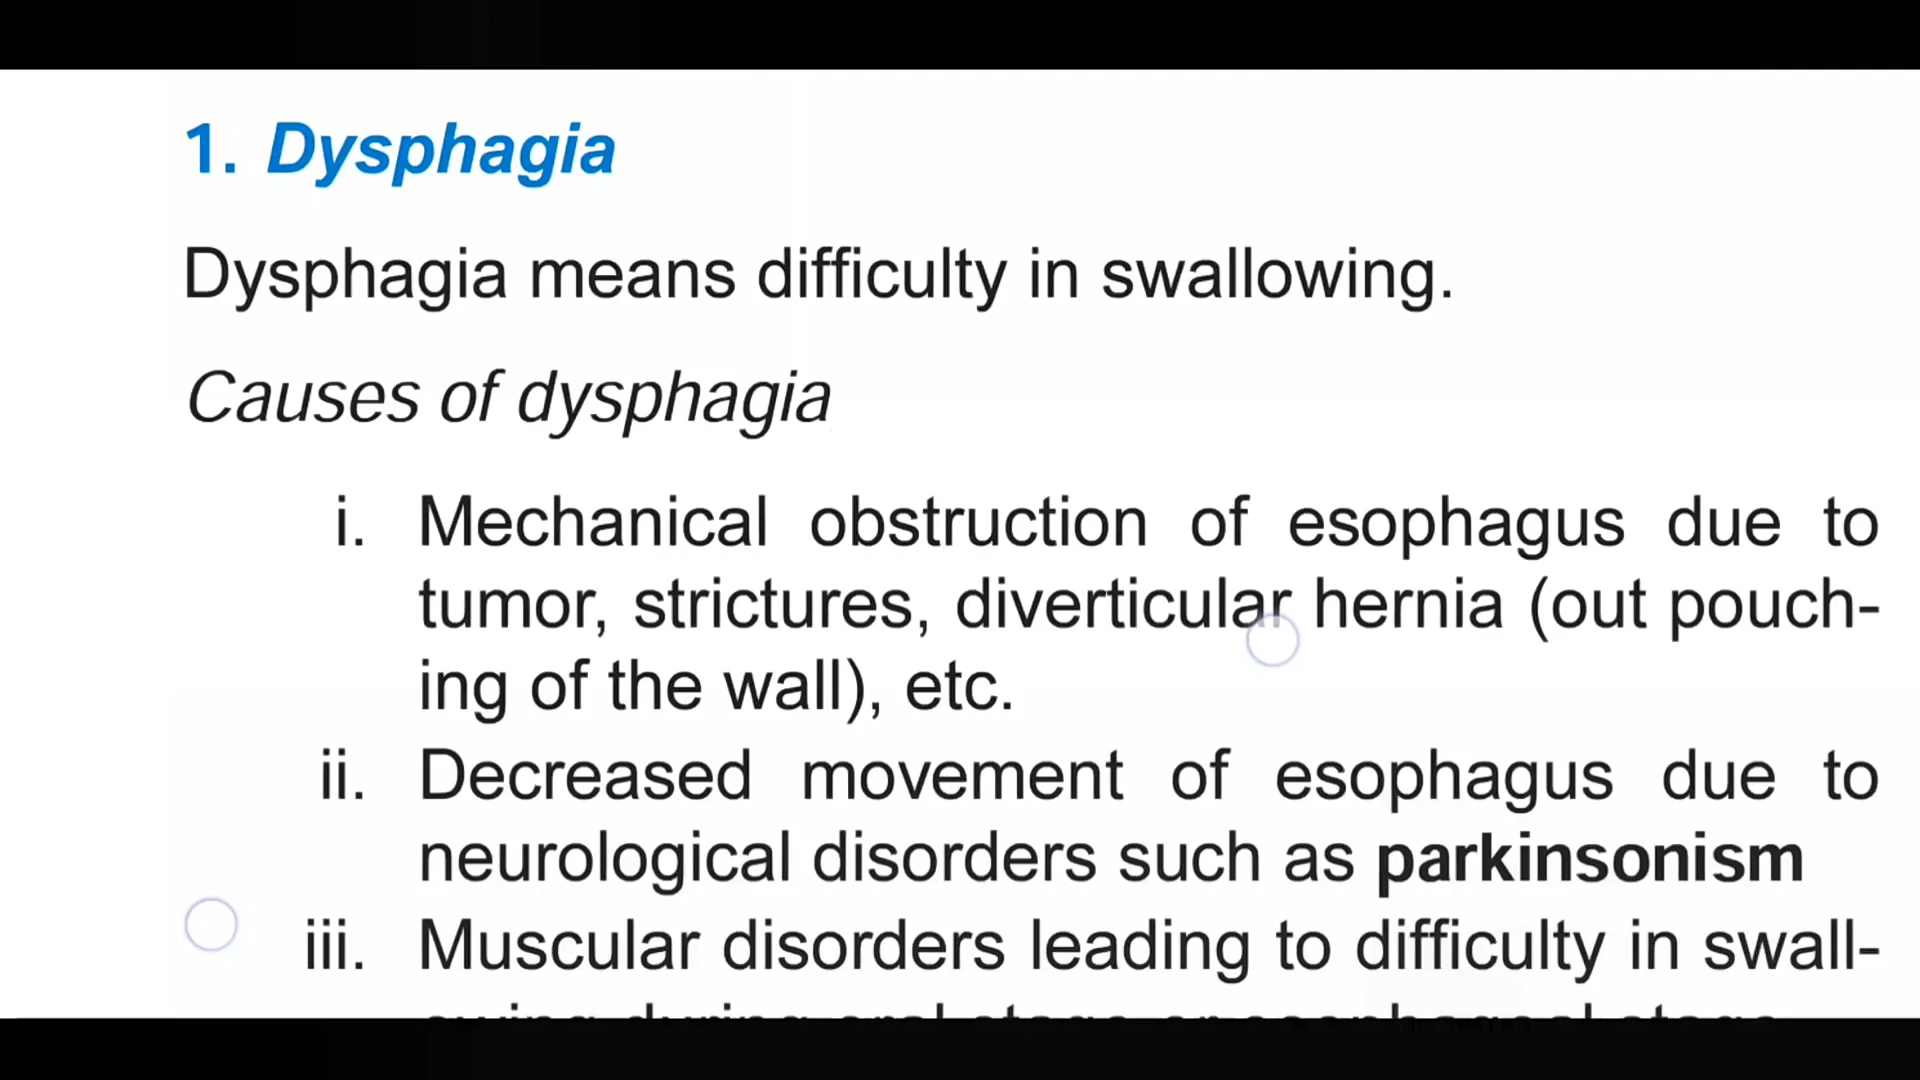 1. Dysphagia
Dysphagia means difficulty in swallowing.
Causes of dysphagia
i. Mechanical obstruction of esophagus due to
tumor, strictures, diverticular hernia (out pouch-
ing of the wall), etc.
ii. Decreased movement of esophagus due to
neurological disorders such as parkinsonism
iii. Muscular disorders leading to difficulty in swall-